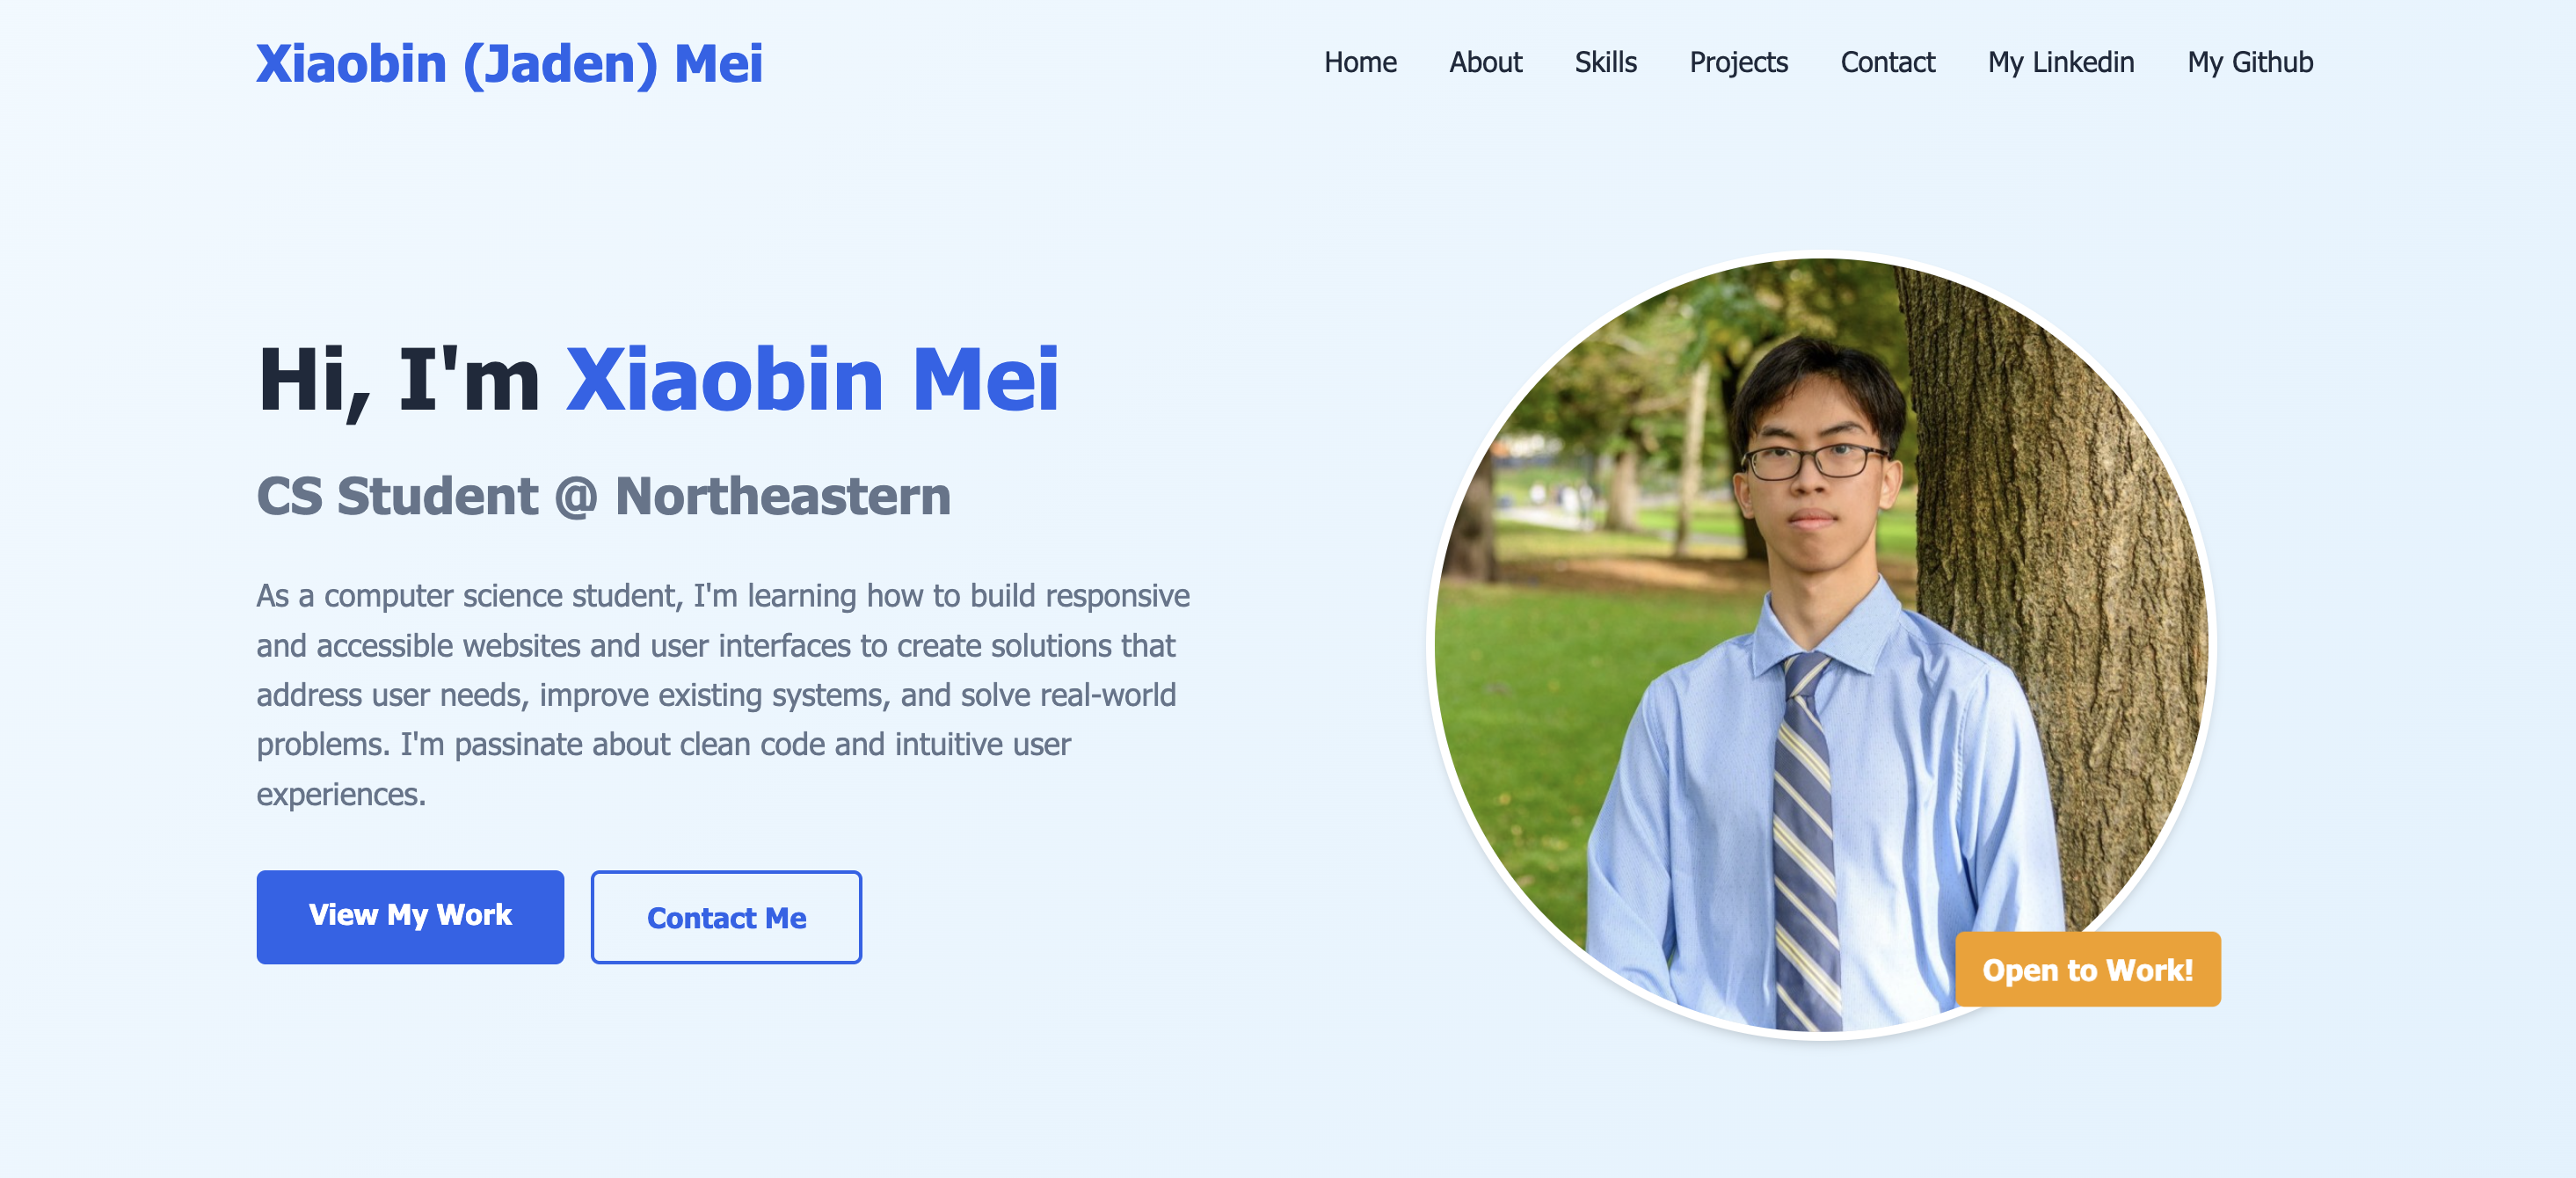 Xiaobin (Jaden) Mei
Home About Skills Projects Contact My Linkedin My Github
Hi, I'm Xiaobin Mei
CS Student @ Northeastern
As a computer science student, I'm learning how to build responsive
and accessible websites and user interfaces to create solutions that
address user needs, improve existing systems, and solve real-world
problems. I'm passinate about clean code and intuitive user
experiences.
View My Work
Contact Me
Open to Work!